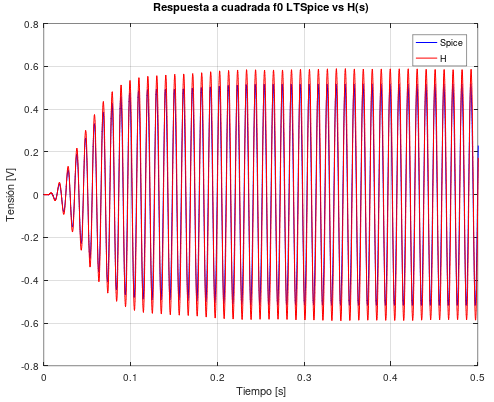 Respuesta a cuadrada f0 LTSpice vs H(s)
0.8
0.6
0.4
0.2
0
-0.2
-0.4
-0.6
-0.8
Tensión [V]
Spice
H
0 0.1 0.2 0.3 0.4 0.5
Tiempo [s]